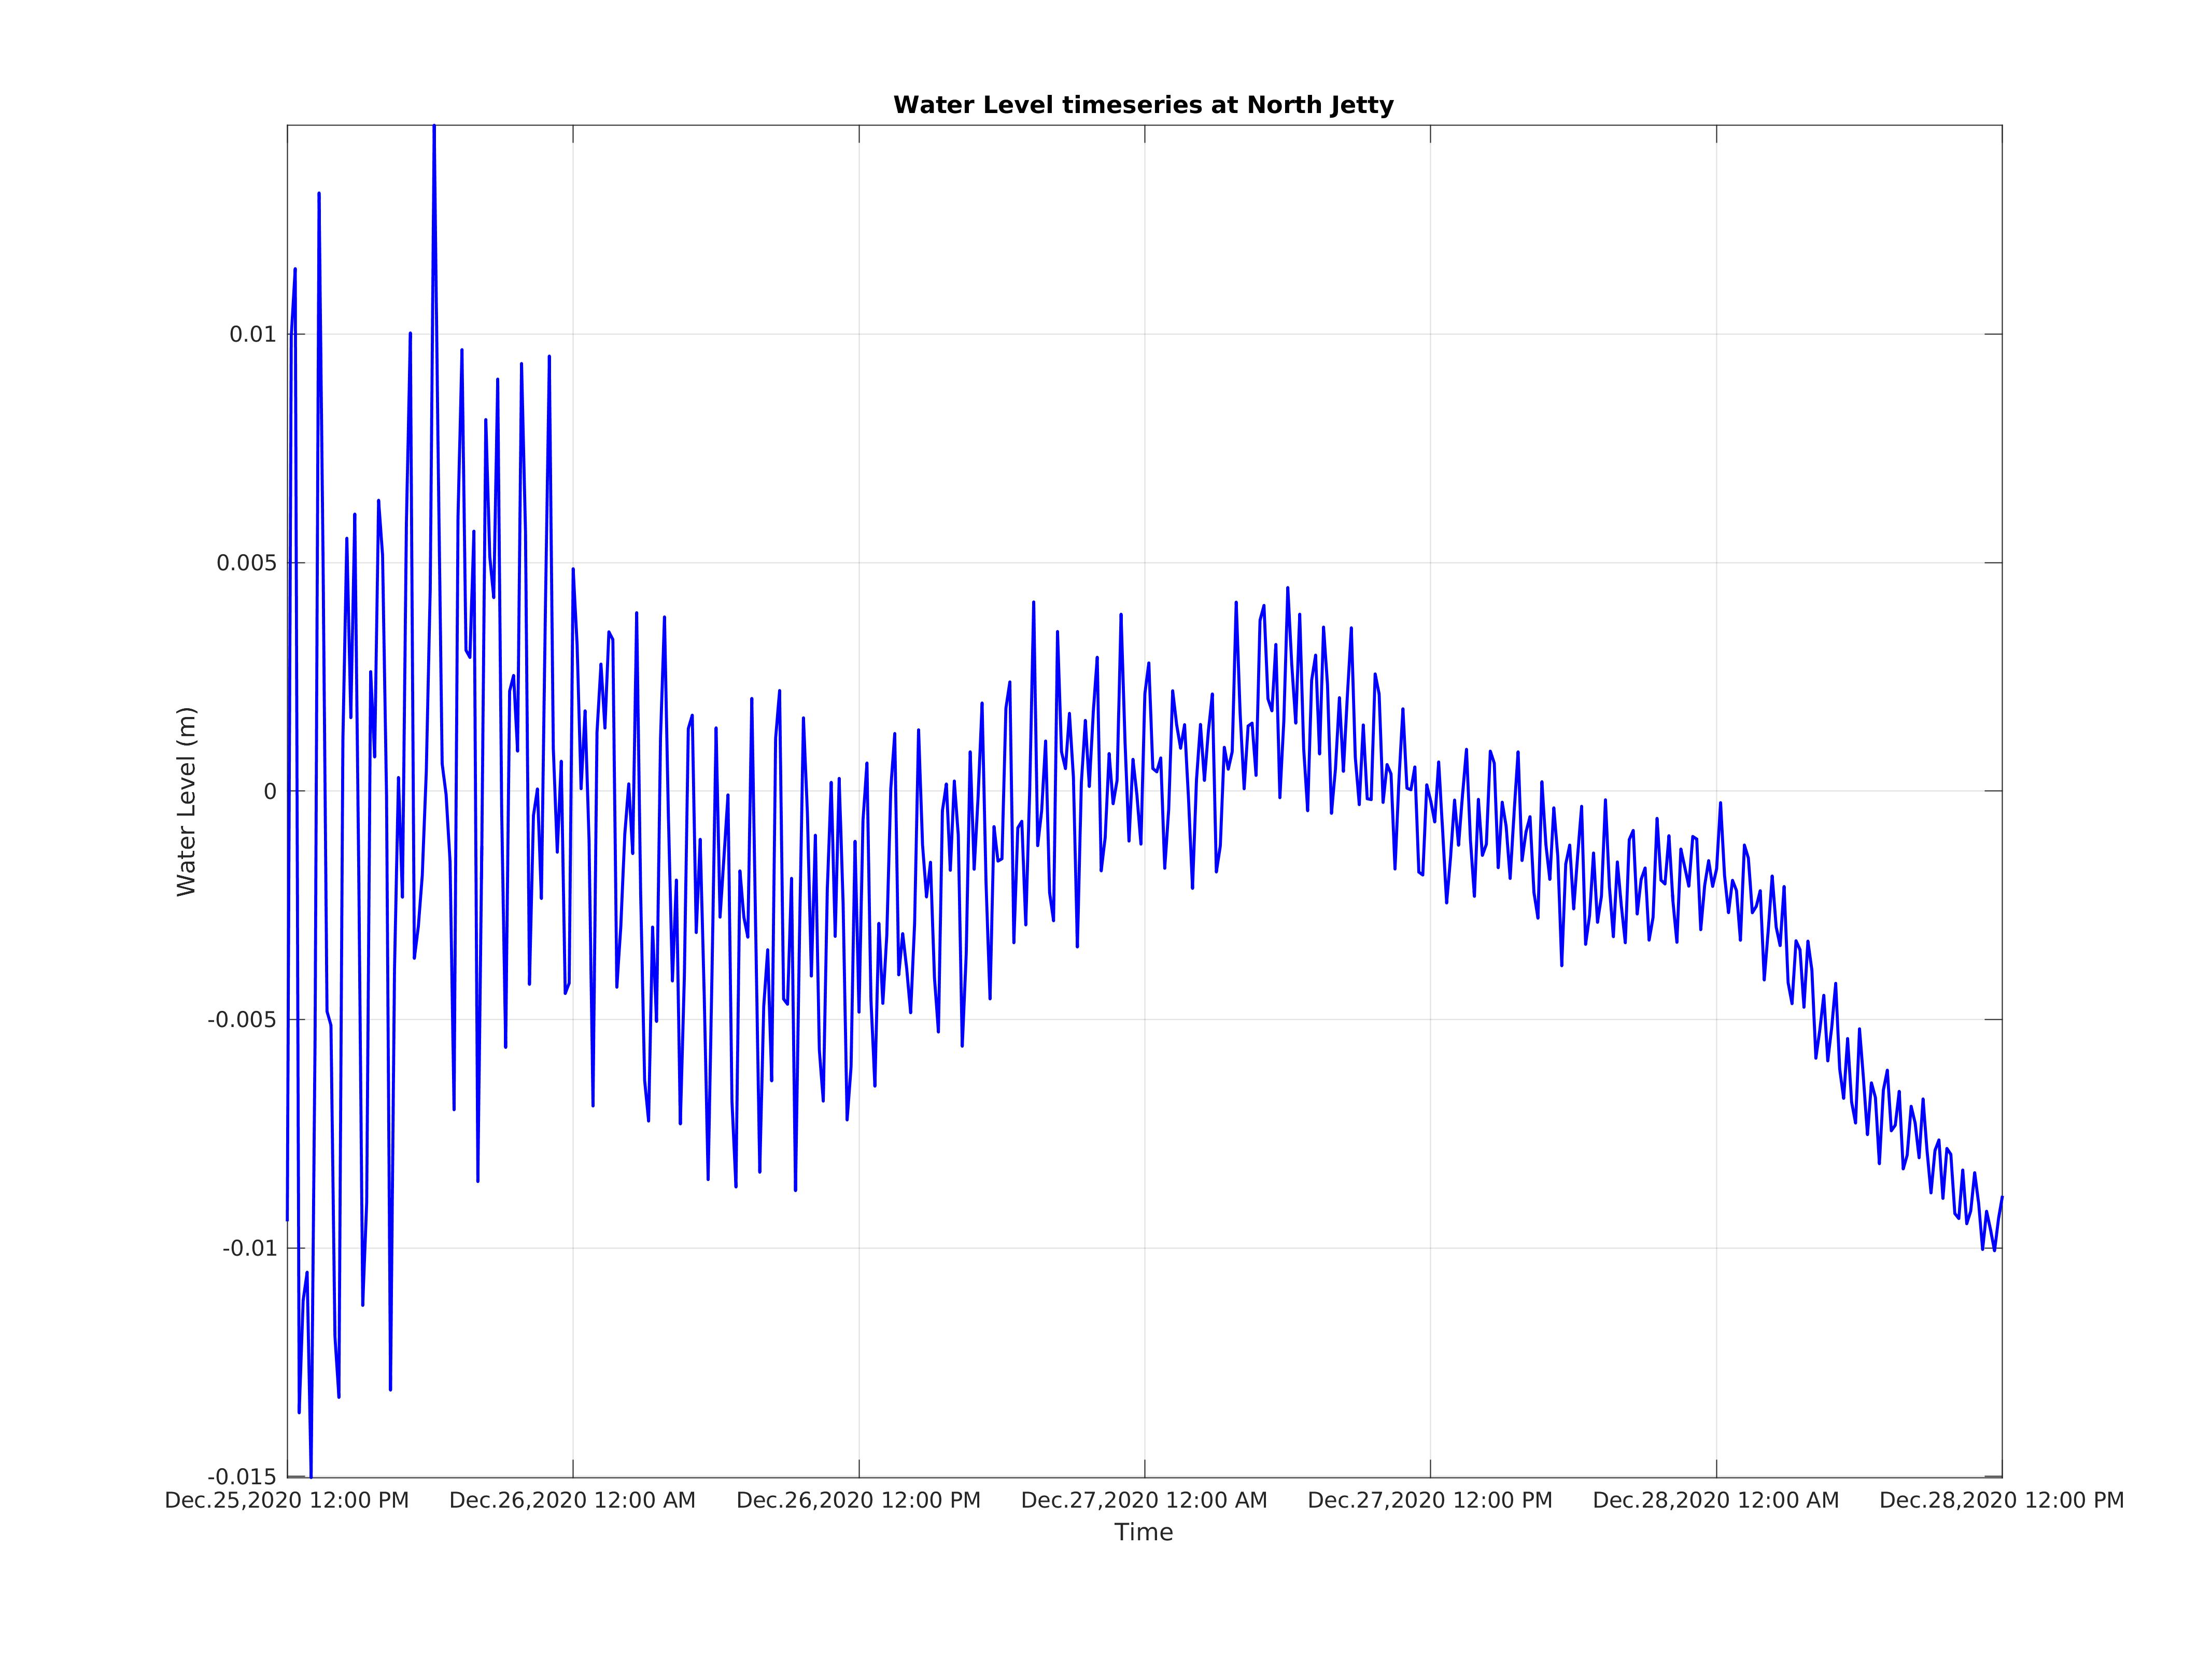 Water Level timeseries at North Jetty
Water Level (m)
0.01
0.005
0
-0.005
-0.01
-0.015
Dec.25,2020 12:00 PM
Dec.26,2020 12:00 AM
Dec.26,2020 12:00 PM
Dec.27,2020 12:00 AM
Dec.27,2020 12:00 PM
Dec.28,2020 12:00 AM
Dec.28,2020 12:00 PM
Time